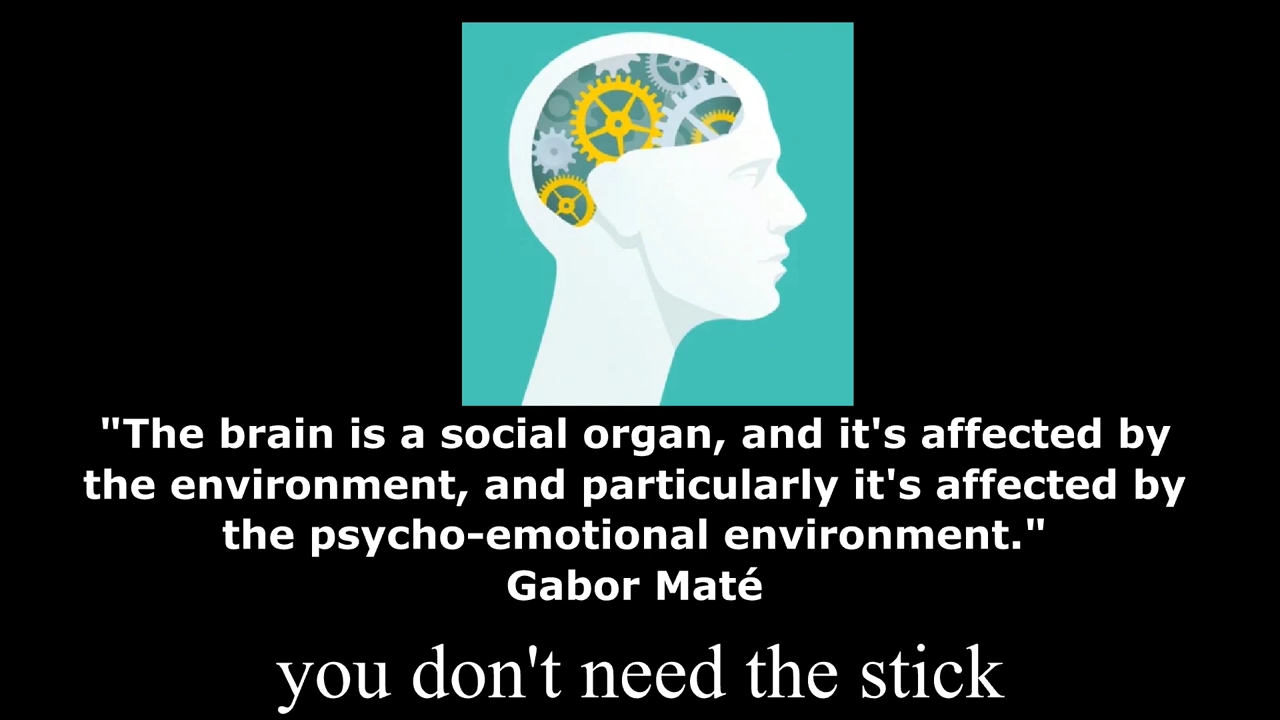 "The brain is a social organ, and it's affected by
the environment, and particularly it's affected by
the psycho-emotional environment."
Gabor Maté
you don't need the stick